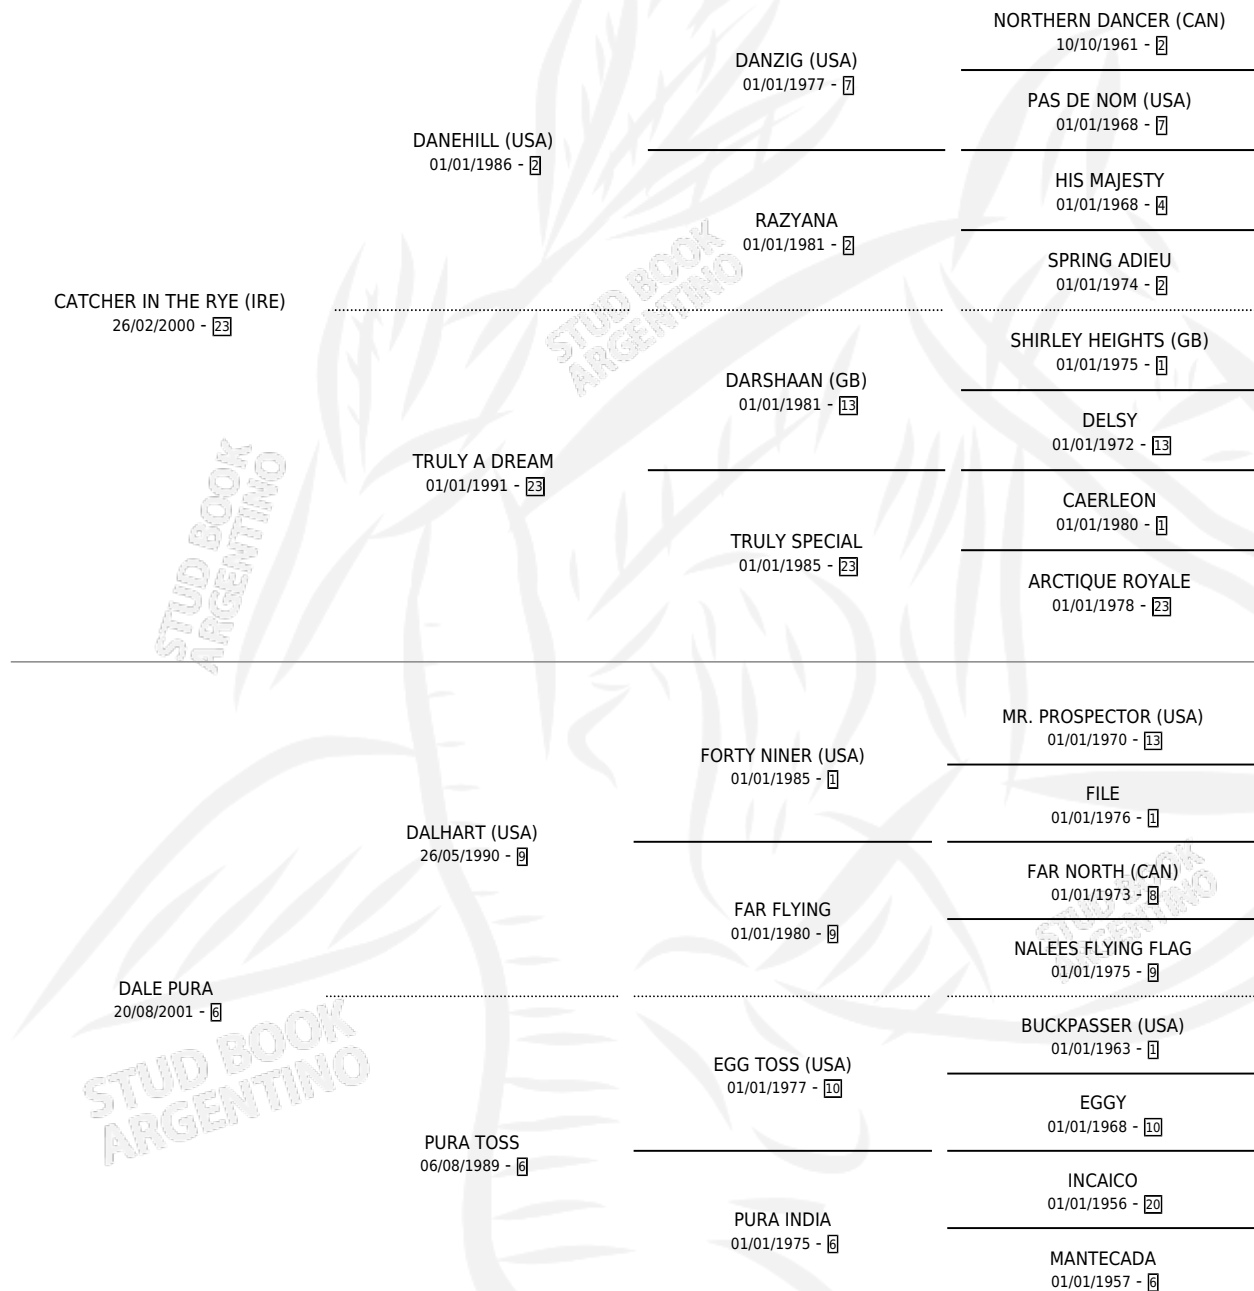 NORTHERN DANCER (CAN)
10/10/1961 - 2
DANZIG (USA)
01/01/1977 - 7
PAS DE NOM (USA)
01/01/1968 - 7
DANEHILL (USA)
01/01/1986 - 2
HIS MAJESTY
01/01/1968 - 4
RAZYANA
01/01/1981 - 2
SPRING ADIEU
01/01/1974 - 2
CATCHER IN THE RYE (IRE)
26/02/2000 - 23
SHIRLEY HEIGHTS (GB)
01/01/1975 - 1
DARSHAAN (GB)
01/01/1981 - 13
DELSY
01/01/1972 - 13
TRULY A DREAM
01/01/1991 - 23
CAERLEON
01/01/1980 - 1
TRULY SPECIAL
01/01/1985 - 23
ARCTIQUE ROYALE
01/01/1978 - 23
MR. PROSPECTOR (USA)
01/01/1970 - 13
FORTY NINER (USA)
01/01/1985 - 1
FILE
01/01/1976 - 1
DALHART (USA)
26/05/1990 - 9
FAR NORTH (CAN)
01/01/1973 - 8
FAR FLYING
01/01/1980 - 9
NALEES FLYING FLAG
01/01/1975 - 9
DALE PURA
20/08/2001 - 6
BUCKPASSER (USA)
01/01/1963 - 1
EGG TOSS (USA)
01/01/1977 - 10
EGGY
01/01/1968 - 10
PURA TOSS
06/08/1989 - 6
INCAICO
01/01/1956 - 20
PURA INDIA
01/01/1975 - 6
MANTECADA
01/01/1957 - 6
STUD BOOK
ARGENTINO
STUD BOOK
ARGENTINO
STUD BOOK
ARGENTINO
STUD BOOK
ARGENTINO